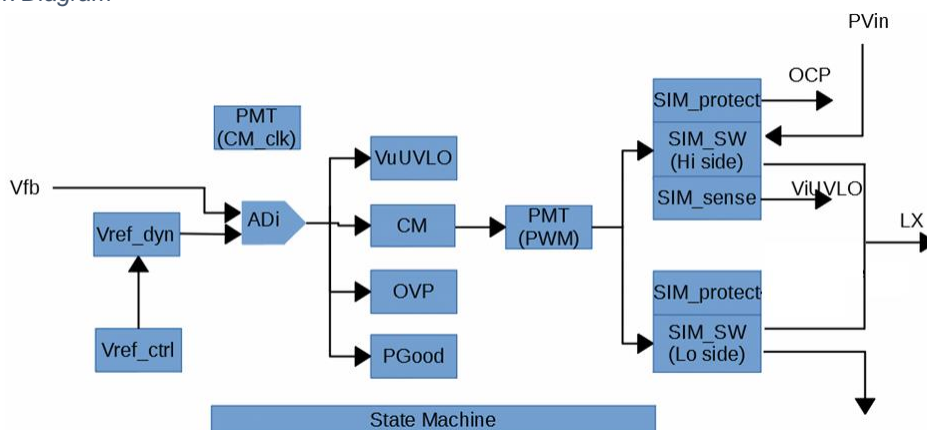 PVin
OCP
SIM_protect
PMT
(CM_clk)
SIM_SW
(Hi side)
VuUVLO
Vfb
SIM_sense
ViUVLO
ADi
Vref_dyn
CM
PMT
(PWM)
LX
OVP
SIM_protect
SIM_SW
(Lo side)
Vref_ctrl
PGood
State Machine